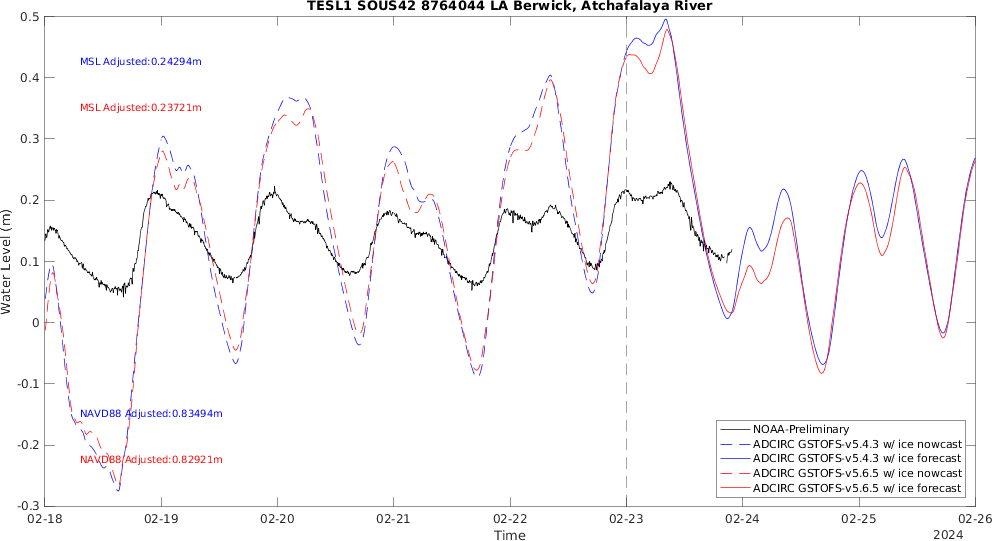 TESL1 SOUS42 8764044 LA Berwick, Atchafalaya River
0.5
0.4
0.3
0.2
0.1
0
-0.1
-0.2
-0.3
Water Level (m)
MSL Adjusted:0.24294m
MSL Adjusted:0.23721m
NAVD88 Adjusted:0.83494m
NAVD88 Adjusted:0.82921m
NOAA-Preliminary
ADCIRC GSTOFS-v5.4.3 w/ ice nowcast
ADCIRC GSTOFS-v5.4.3 w/ ice forecast
ADCIRC GSTOFS-v5.6.5 w/ ice nowcast
ADCIRC GSTOFS-v5.6.5 w/ ice forecast
02-18 02-19 02-20 02-21 02-22 02-23 02-24 02-25 02-26
Time
2024